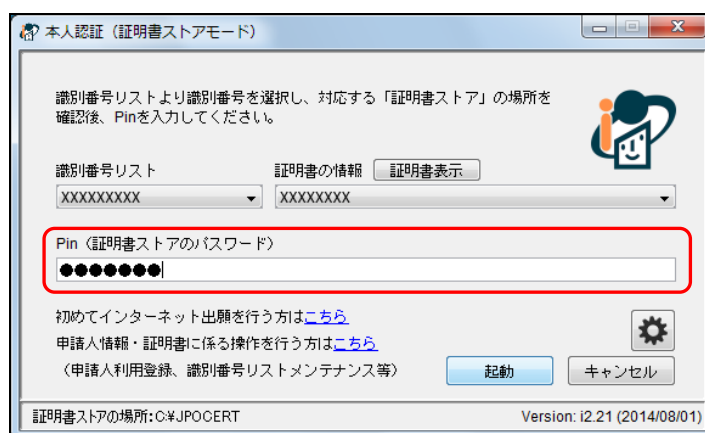 本人認証（証明書ストアモード）
識別番号リストより識別番号を選択し、対応する「証明書ストア」の場所を
確認後、Pinを入力してください。
識別番号リスト 証明書の情報 証明書表示
XXXXXXXXX XXXXXXXX
Pin（証明書ストアのパスワード）
●●●●●●●
初めてインターネット出願を行う方はこちら
申請人情報・証明書に係る操作を行う方はこちら
（申請人利用登録、識別番号リストメンテナンス等） 起動 キャンセル
証明書ストアの場所:C:¥JPOCERT Version: i2.21 (2014/08/01)